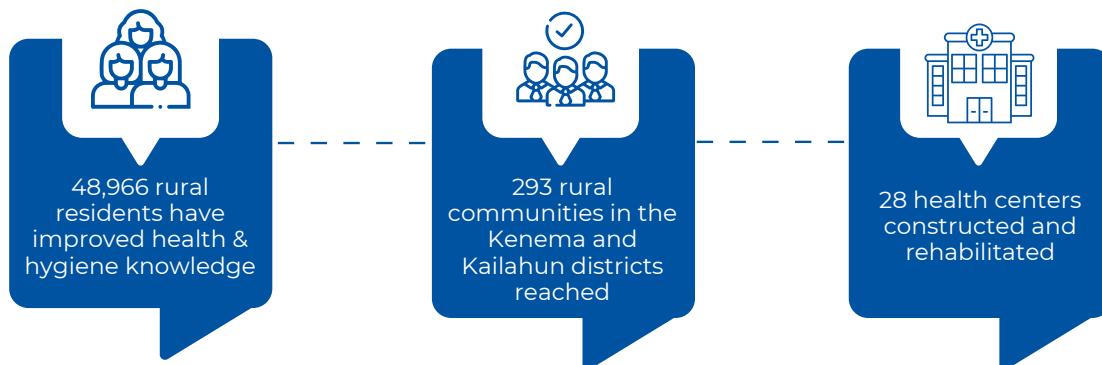 48,966 rural
residents have
improved health &
hygiene knowledge
293 rural
communities in the
Kenema and
Kailahun districts
reached
28 health centers
constructed and
rehabilitated